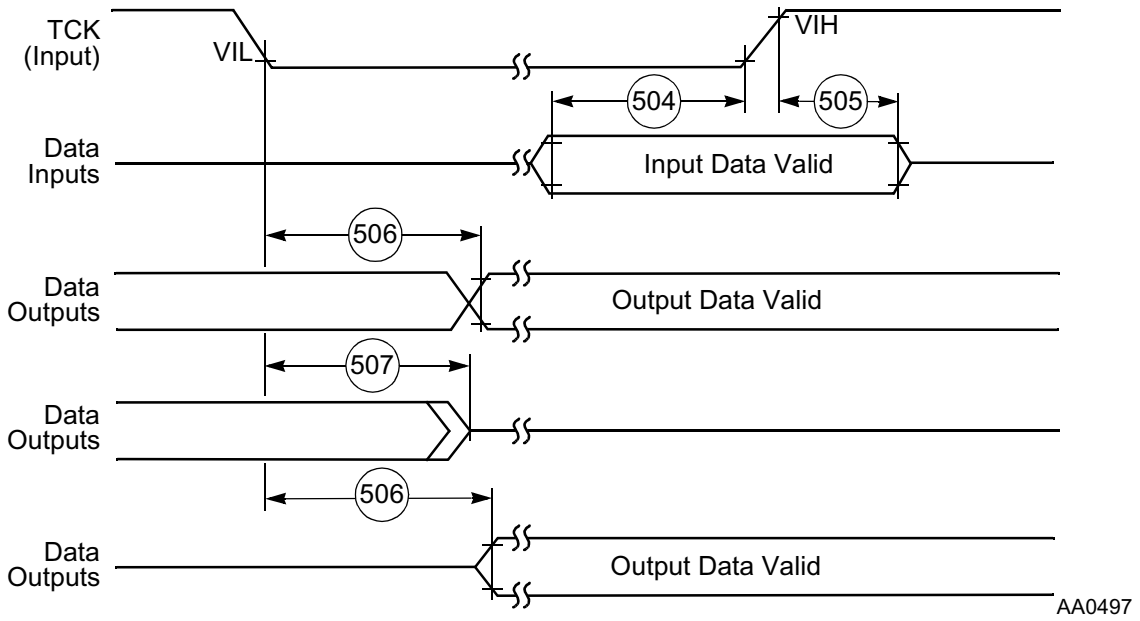 TCK
(Input)
VIL
VIH
504
505
Data
Inputs
Input Data Valid
506
Data
Outputs
Output Data Valid
507
Data
Outputs
506
Data
Outputs
Output Data Valid
AA0497